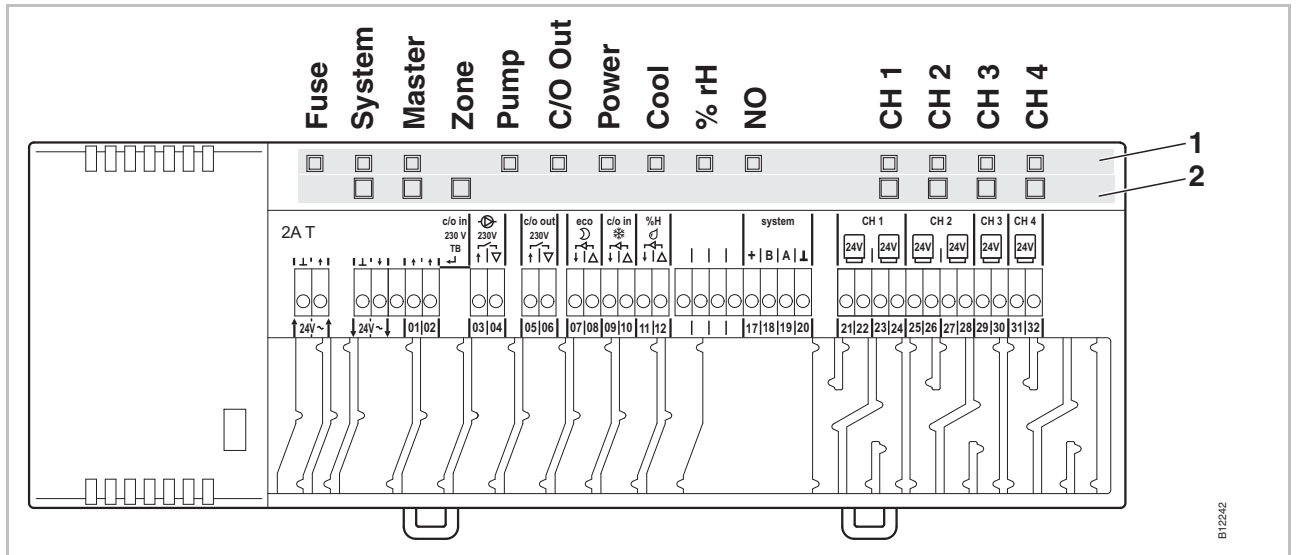 Fuse System Master Zone Pump C/O Out Power Cool % rH NO CH 1 CH 2 CH 3 CH 4
1
2
2A T
c/o in 230V c/o out eco c/o in %H system CH 1 CH 2 CH 3 CH 4
230 V 230V
TB
24V 24V 24V 24V 24V 24V
+ | B | A |
24V~ 24V~ 01|02 03|04 05|06 07|08 09|10 11|12 17|18|19|20 21|22 23|24 25|26 27|28 29|30 31|32
B12242